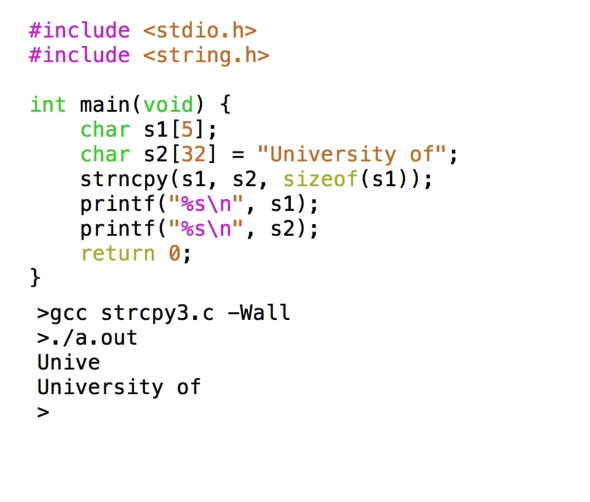 #include <stdio.h>
#include <string.h>
int main(void) {
    char s1[5];
    char s2[32] = "University of";
    strncpy(s1, s2, sizeof(s1));
    printf("%s\n", s1);
    printf("%s\n", s2);
    return 0;
}
>gcc strcpy3.c -Wall
>./a.out
Unive
University of
>